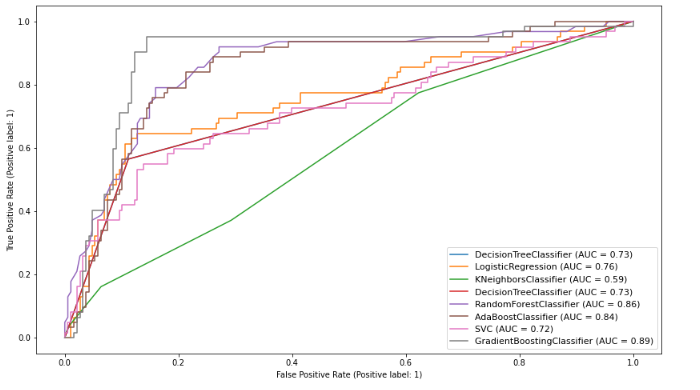 1.0
0.8
0.6
0.4
0.2
0.0
True Positive Rate (Positive label: 1)
DecisionTreeClassifier (AUC = 0.73)
LogisticRegression (AUC = 0.76)
KNeighborsClassifier (AUC = 0.59)
DecisionTreeClassifier (AUC = 0.73)
RandomForestClassifier (AUC = 0.86)
AdaBoostClassifier (AUC = 0.84)
SVC (AUC = 0.72)
GradientBoostingClassifier (AUC = 0.89)
0.0 0.2 0.4 0.6 0.8 1.0
False Positive Rate (Positive label: 1)